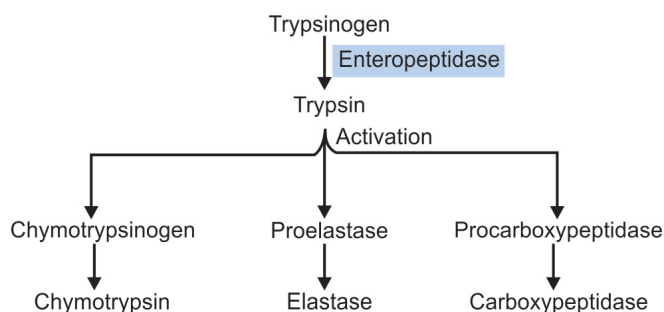 Trypsinogen
Enteropeptidase
Trypsin
Activation
Chymotrypsinogen Proelastase Procarboxypeptidase
Chymotrypsin Elastase Carboxypeptidase